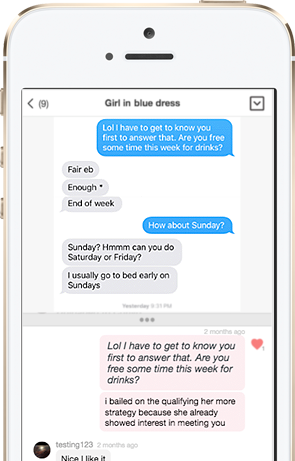 (9) Girl in blue dress
Lol I have to get to know you
first to answer that. Are you free
some time this week for drinks?
Fair eb
Enough *
End of week
How about Sunday?
Sunday? Hmmm can you do
Saturday or Friday?
I usually go to bed early on
Sundays
Yesterday 9:31 PM
2 months ago
Lol I have to get to know you
first to answer that. Are you
free some time this week for
drinks?
i bailed on the qualifying her more
strategy because she already
showed interest in meeting you
testing123 2 months ago
Nice I like it